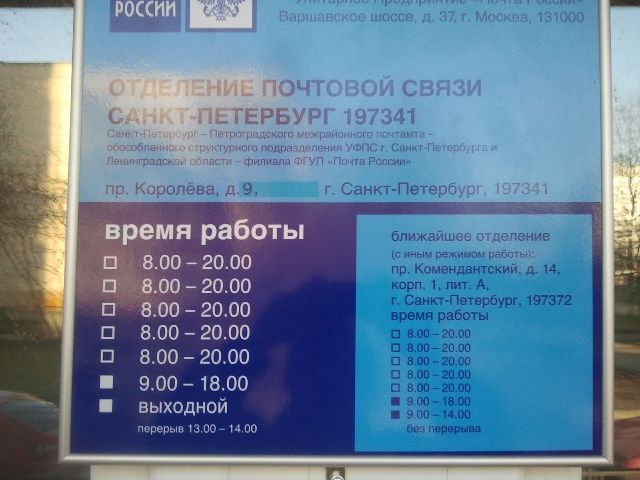 РОССИИ
Унитарное Предприятие «Почта России»
Варшавское шоссе, д. 37, г. Москва, 131000
ОТДЕЛЕНИЕ ПОЧТОВОЙ СВЯЗИ
САНКТ-ПЕТЕРБУРГ 197341
Санкт-Петербург – Петроградского межрайонного почтамта –
обособленного структурного подразделения УФПС г. Санкт-Петербурга и
Ленинградской области – филиала ФГУП «Почта России»
пр. Королёва, д. 9, г. Санкт-Петербург, 197341
время работы
8.00 – 20.00
8.00 – 20.00
8.00 – 20.00
8.00 – 20.00
8.00 – 20.00
9.00 – 18.00
выходной
перерыв 13.00 – 14.00
ближайшее отделение
(с иным режимом работы):
пр. Комендантский, д. 14,
корп. 1, лит. А,
г. Санкт-Петербург, 197372
время работы
8.00 – 20.00
8.00 – 20.00
8.00 – 20.00
8.00 – 20.00
8.00 – 20.00
9.00 – 18.00
9.00 – 14.00
без перерыва